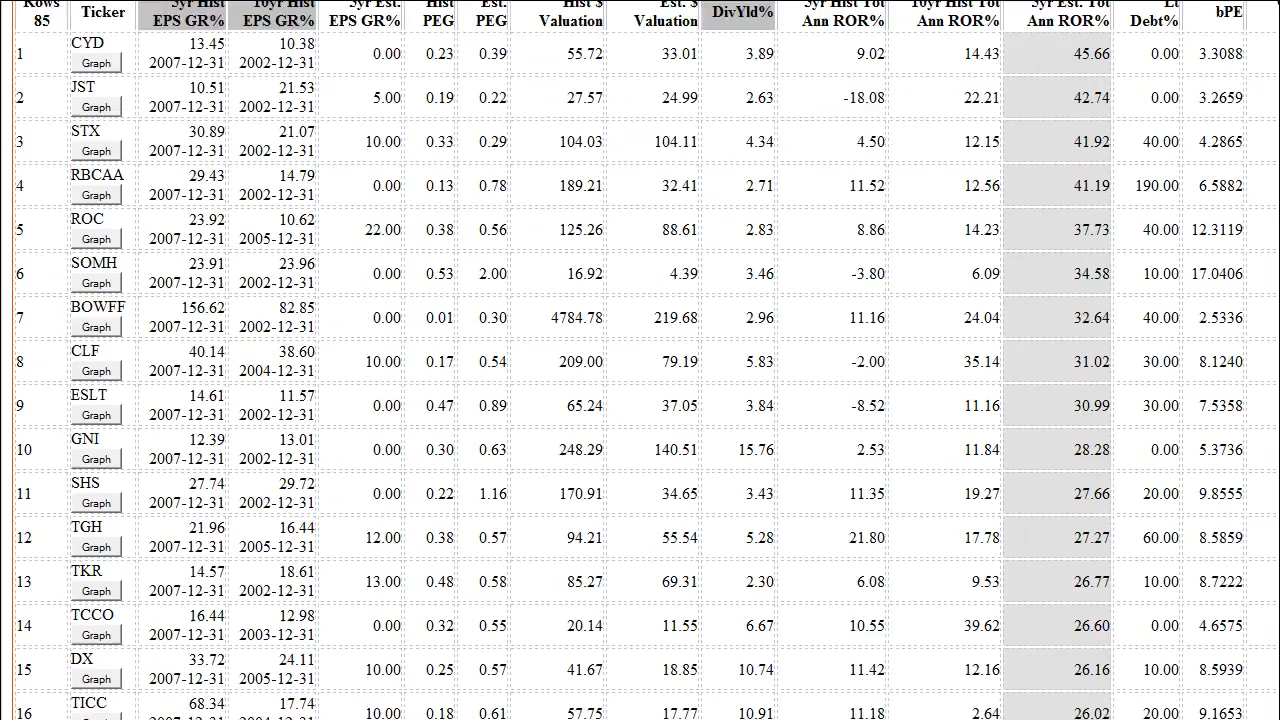 Rows 85 Ticker 5yr Hist EPS GR% 10yr Hist EPS GR% 5yr Est. EPS GR% Hist PEG Est. PEG Hist $ Valuation Est. $ Valuation DivYld% 5yr Hist Tot Ann ROR% 10yr Hist Tot Ann ROR% 5yr Est. Tot Ann ROR% Lt Debt% bPE
1 CYD Graph 13.45 2007-12-31 10.38 2002-12-31 0.00 0.23 0.39 55.72 33.01 3.89 9.02 14.43 45.66 0.00 3.3088
2 JST Graph 10.51 2007-12-31 21.53 2002-12-31 5.00 0.19 0.22 27.57 24.99 2.63 -18.08 22.21 42.74 0.00 3.2659
3 STX Graph 30.89 2007-12-31 21.07 2002-12-31 10.00 0.33 0.29 104.03 104.11 4.34 4.50 12.15 41.92 40.00 4.2865
4 RBCAA Graph 29.43 2007-12-31 14.79 2002-12-31 0.00 0.13 0.78 189.21 32.41 2.71 11.52 12.56 41.19 190.00 6.5882
5 ROC Graph 23.92 2007-12-31 10.62 2005-12-31 22.00 0.38 0.56 125.26 88.61 2.83 8.86 14.23 37.73 40.00 12.3119
6 SOMH Graph 23.91 2007-12-31 23.96 2002-12-31 0.00 0.53 2.00 16.92 4.39 3.46 -3.80 6.09 34.58 10.00 17.0406
7 BOWFF Graph 156.62 2007-12-31 82.85 2002-12-31 0.00 0.01 0.30 4784.78 219.68 2.96 11.16 24.04 32.64 40.00 2.5336
8 CLF Graph 40.14 2007-12-31 38.60 2004-12-31 10.00 0.17 0.54 209.00 79.19 5.83 -2.00 35.14 31.02 30.00 8.1240
9 ESLT Graph 14.61 2007-12-31 11.57 2002-12-31 0.00 0.47 0.89 65.24 37.05 3.84 -8.52 11.16 30.99 30.00 7.5358
10 GNI Graph 12.39 2007-12-31 13.01 2002-12-31 0.00 0.30 0.63 248.29 140.51 15.76 2.53 11.84 28.28 0.00 5.3736
11 SHS Graph 27.74 2007-12-31 29.72 2002-12-31 0.00 0.22 1.16 170.91 34.65 3.43 11.35 19.27 27.66 20.00 9.8555
12 TGH Graph 21.96 2007-12-31 16.44 2005-12-31 12.00 0.38 0.57 94.21 55.54 5.28 21.80 17.78 27.27 60.00 8.5859
13 TKR Graph 14.57 2007-12-31 18.61 2002-12-31 13.00 0.48 0.58 85.27 69.31 2.30 6.08 9.53 26.77 10.00 8.7222
14 TCCO Graph 16.44 2007-12-31 12.98 2003-12-31 0.00 0.32 0.55 20.14 11.55 6.67 10.55 39.62 26.60 0.00 4.6575
15 DX Graph 33.72 2007-12-31 24.11 2005-12-31 10.00 0.25 0.57 41.67 18.85 10.74 11.42 12.16 26.16 10.00 8.5939
16 TICC 68.34 17.74 10.00 0.18 0.61 57.75 17.77 10.91 11.18 2.64 26.02 20.00 9.1653